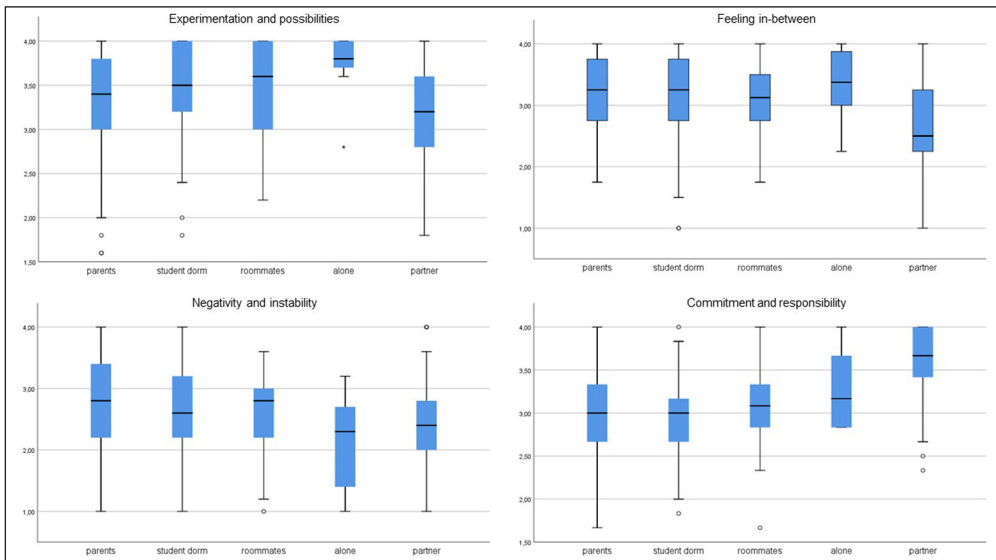 Experimentation and possibilities
4,00
3,50
3,00
2,50
2,00
1,50
parents student dorm roommates alone partner
Feeling in-between
4,00
3,00
2,00
1,00
parents student dorm roommates alone partner
Negativity and instability
4,00
3,00
2,00
1,00
parents student dorm roommates alone partner
Commitment and responsibility
4,00
3,50
3,00
2,50
2,00
1,50
parents student dorm roommates alone partner